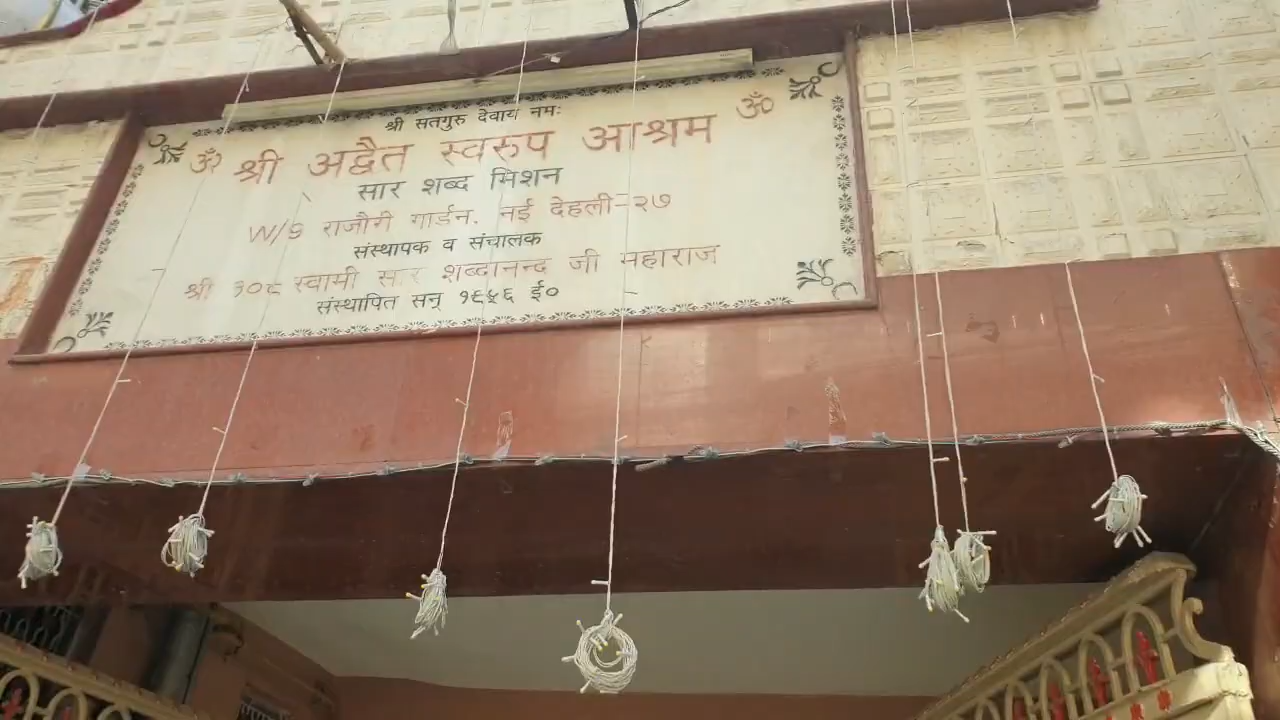 श्री सतगुरु देवाय नमः
ॐ श्री अद्वैत स्वरुप आश्रम ॐ
सार शब्द मिशन
W/9 राजौरी गार्डन. नई देहली-२७
संस्थापक व संचालक
श्री १०८ स्वामी सार शब्दानन्द जी महाराज
संस्थापित सन् १९५६ ई०